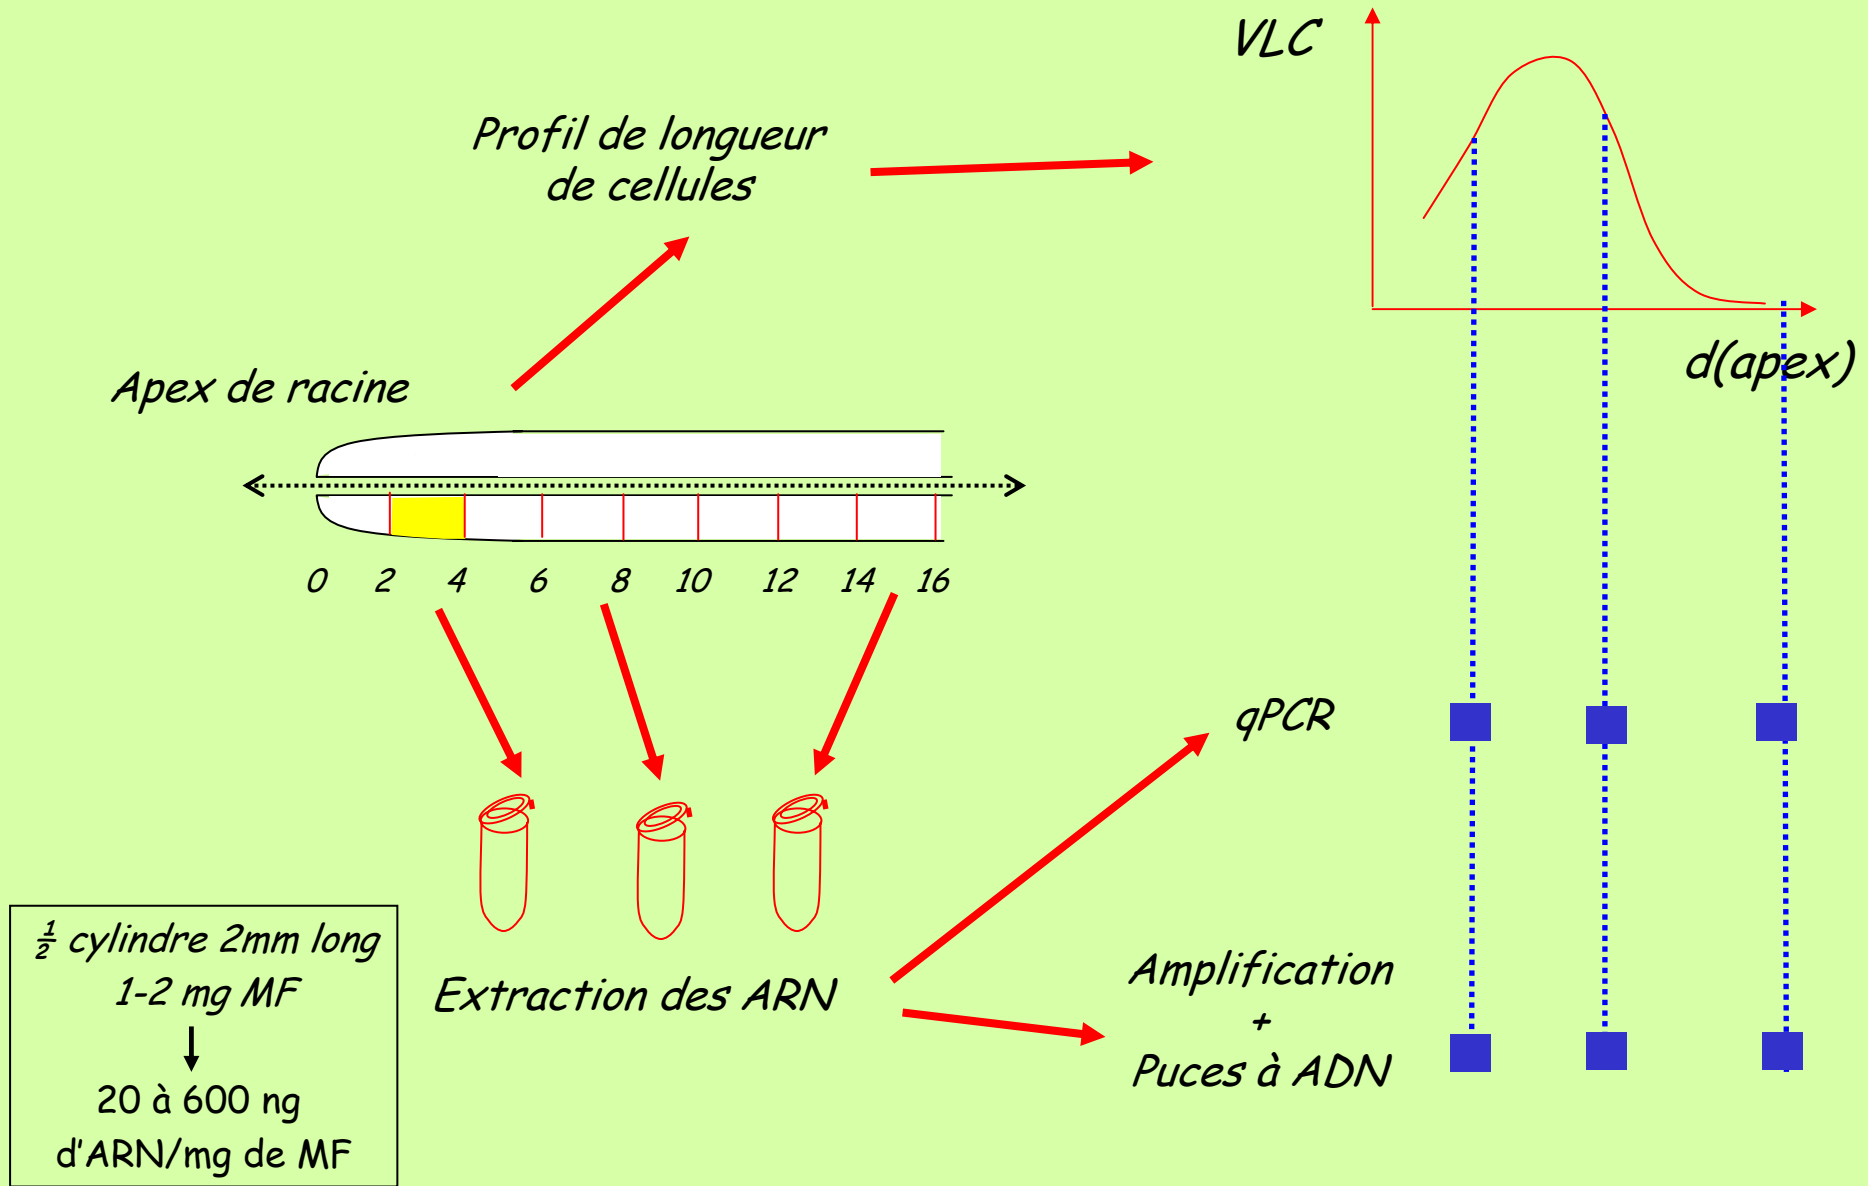 VLC
Profil de longueur
de cellules
d(apex)
Apex de racine
0 2 4 6 8 10 12 14 16
qPCR
½ cylindre 2mm long
1-2 mg MF
20 à 600 ng
d'ARN/mg de MF
Extraction des ARN
Amplification
+
Puces à ADN